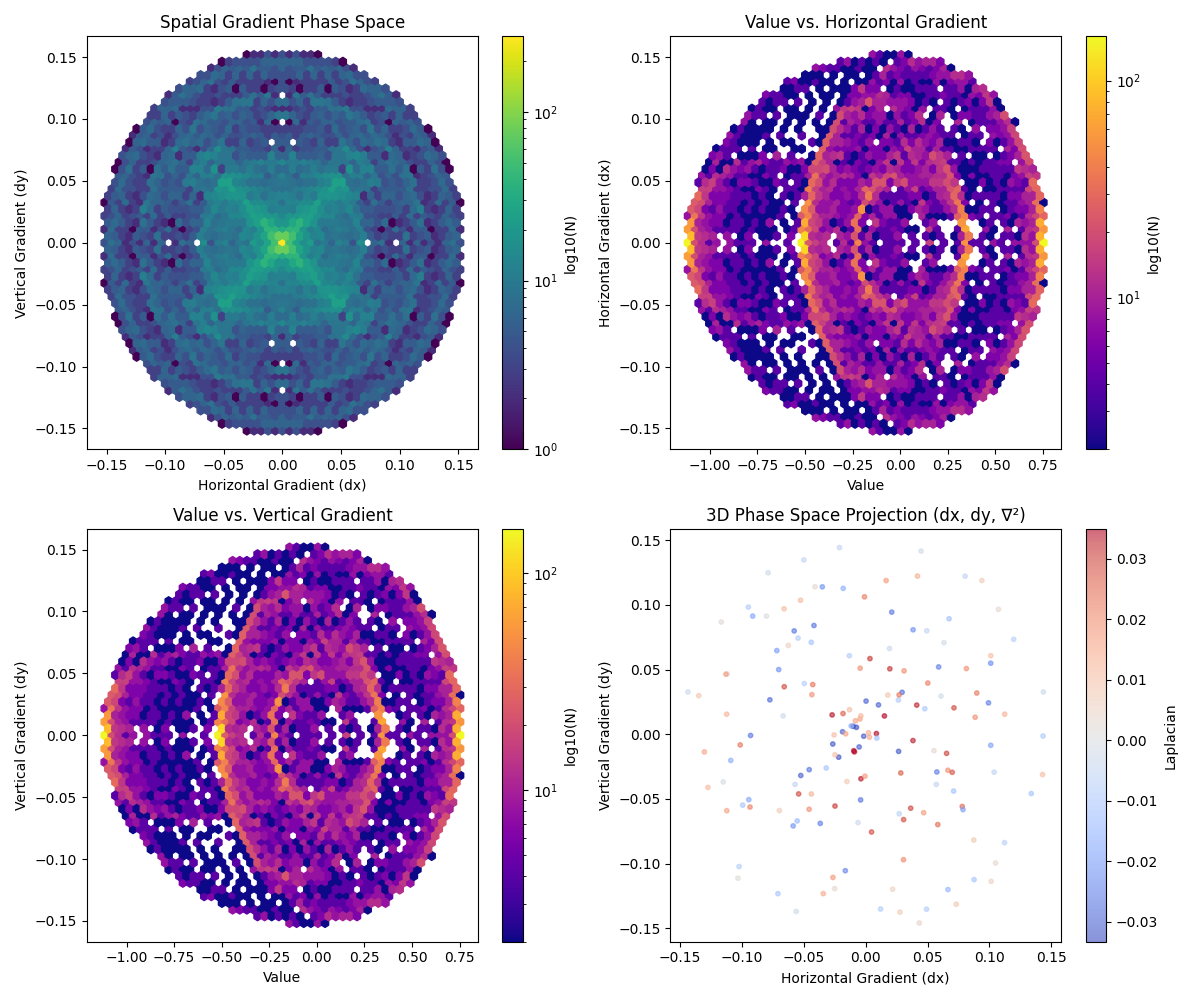 Spatial Gradient Phase Space
0.15
0.10
0.05
0.00
−0.05
−0.10
−0.15
Vertical Gradient (dy)
−0.15 −0.10 −0.05 0.00 0.05 0.10 0.15
Horizontal Gradient (dx)
10²
10¹
10⁰
log10(N)
Value vs. Horizontal Gradient
0.15
0.10
0.05
0.00
−0.05
−0.10
−0.15
Horizontal Gradient (dx)
−1.00 −0.75 −0.50 −0.25 0.00 0.25 0.50 0.75
Value
10²
10¹
log10(N)
Value vs. Vertical Gradient
0.15
0.10
0.05
0.00
−0.05
−0.10
−0.15
Vertical Gradient (dy)
−1.00 −0.75 −0.50 −0.25 0.00 0.25 0.50 0.75
Value
10²
10¹
log10(N)
3D Phase Space Projection (dx, dy, ∇²)
0.15
0.10
0.05
0.00
−0.05
−0.10
−0.15
Vertical Gradient (dy)
−0.15 −0.10 −0.05 0.00 0.05 0.10 0.15
Horizontal Gradient (dx)
0.03
0.02
0.01
0.00
−0.01
−0.02
−0.03
Laplacian